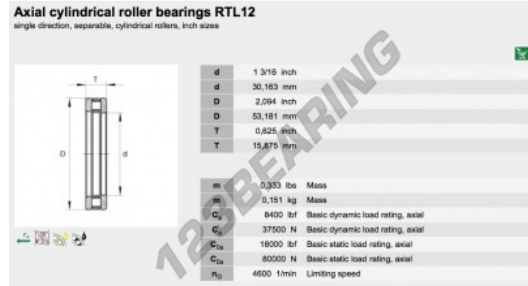 Axial cylindrical roller bearings RTL12
single direction, separable, cylindrical rollers, inch sizes
T
D
d
d 1 3/16 inch
d 30,163 mm
D 2,094 inch
D 53,181 mm
T 0,625 inch
T 15,875 mm
m 0,333 lbs Mass
m 0,151 kg Mass
Ca 8400 lbf Basic dynamic load rating, axial
Ca 37500 N Basic dynamic load rating, axial
C0a 18000 lbf Basic static load rating, axial
C0a 80000 N Basic static load rating, axial
nG 4600 1/min Limiting speed
123BEARING